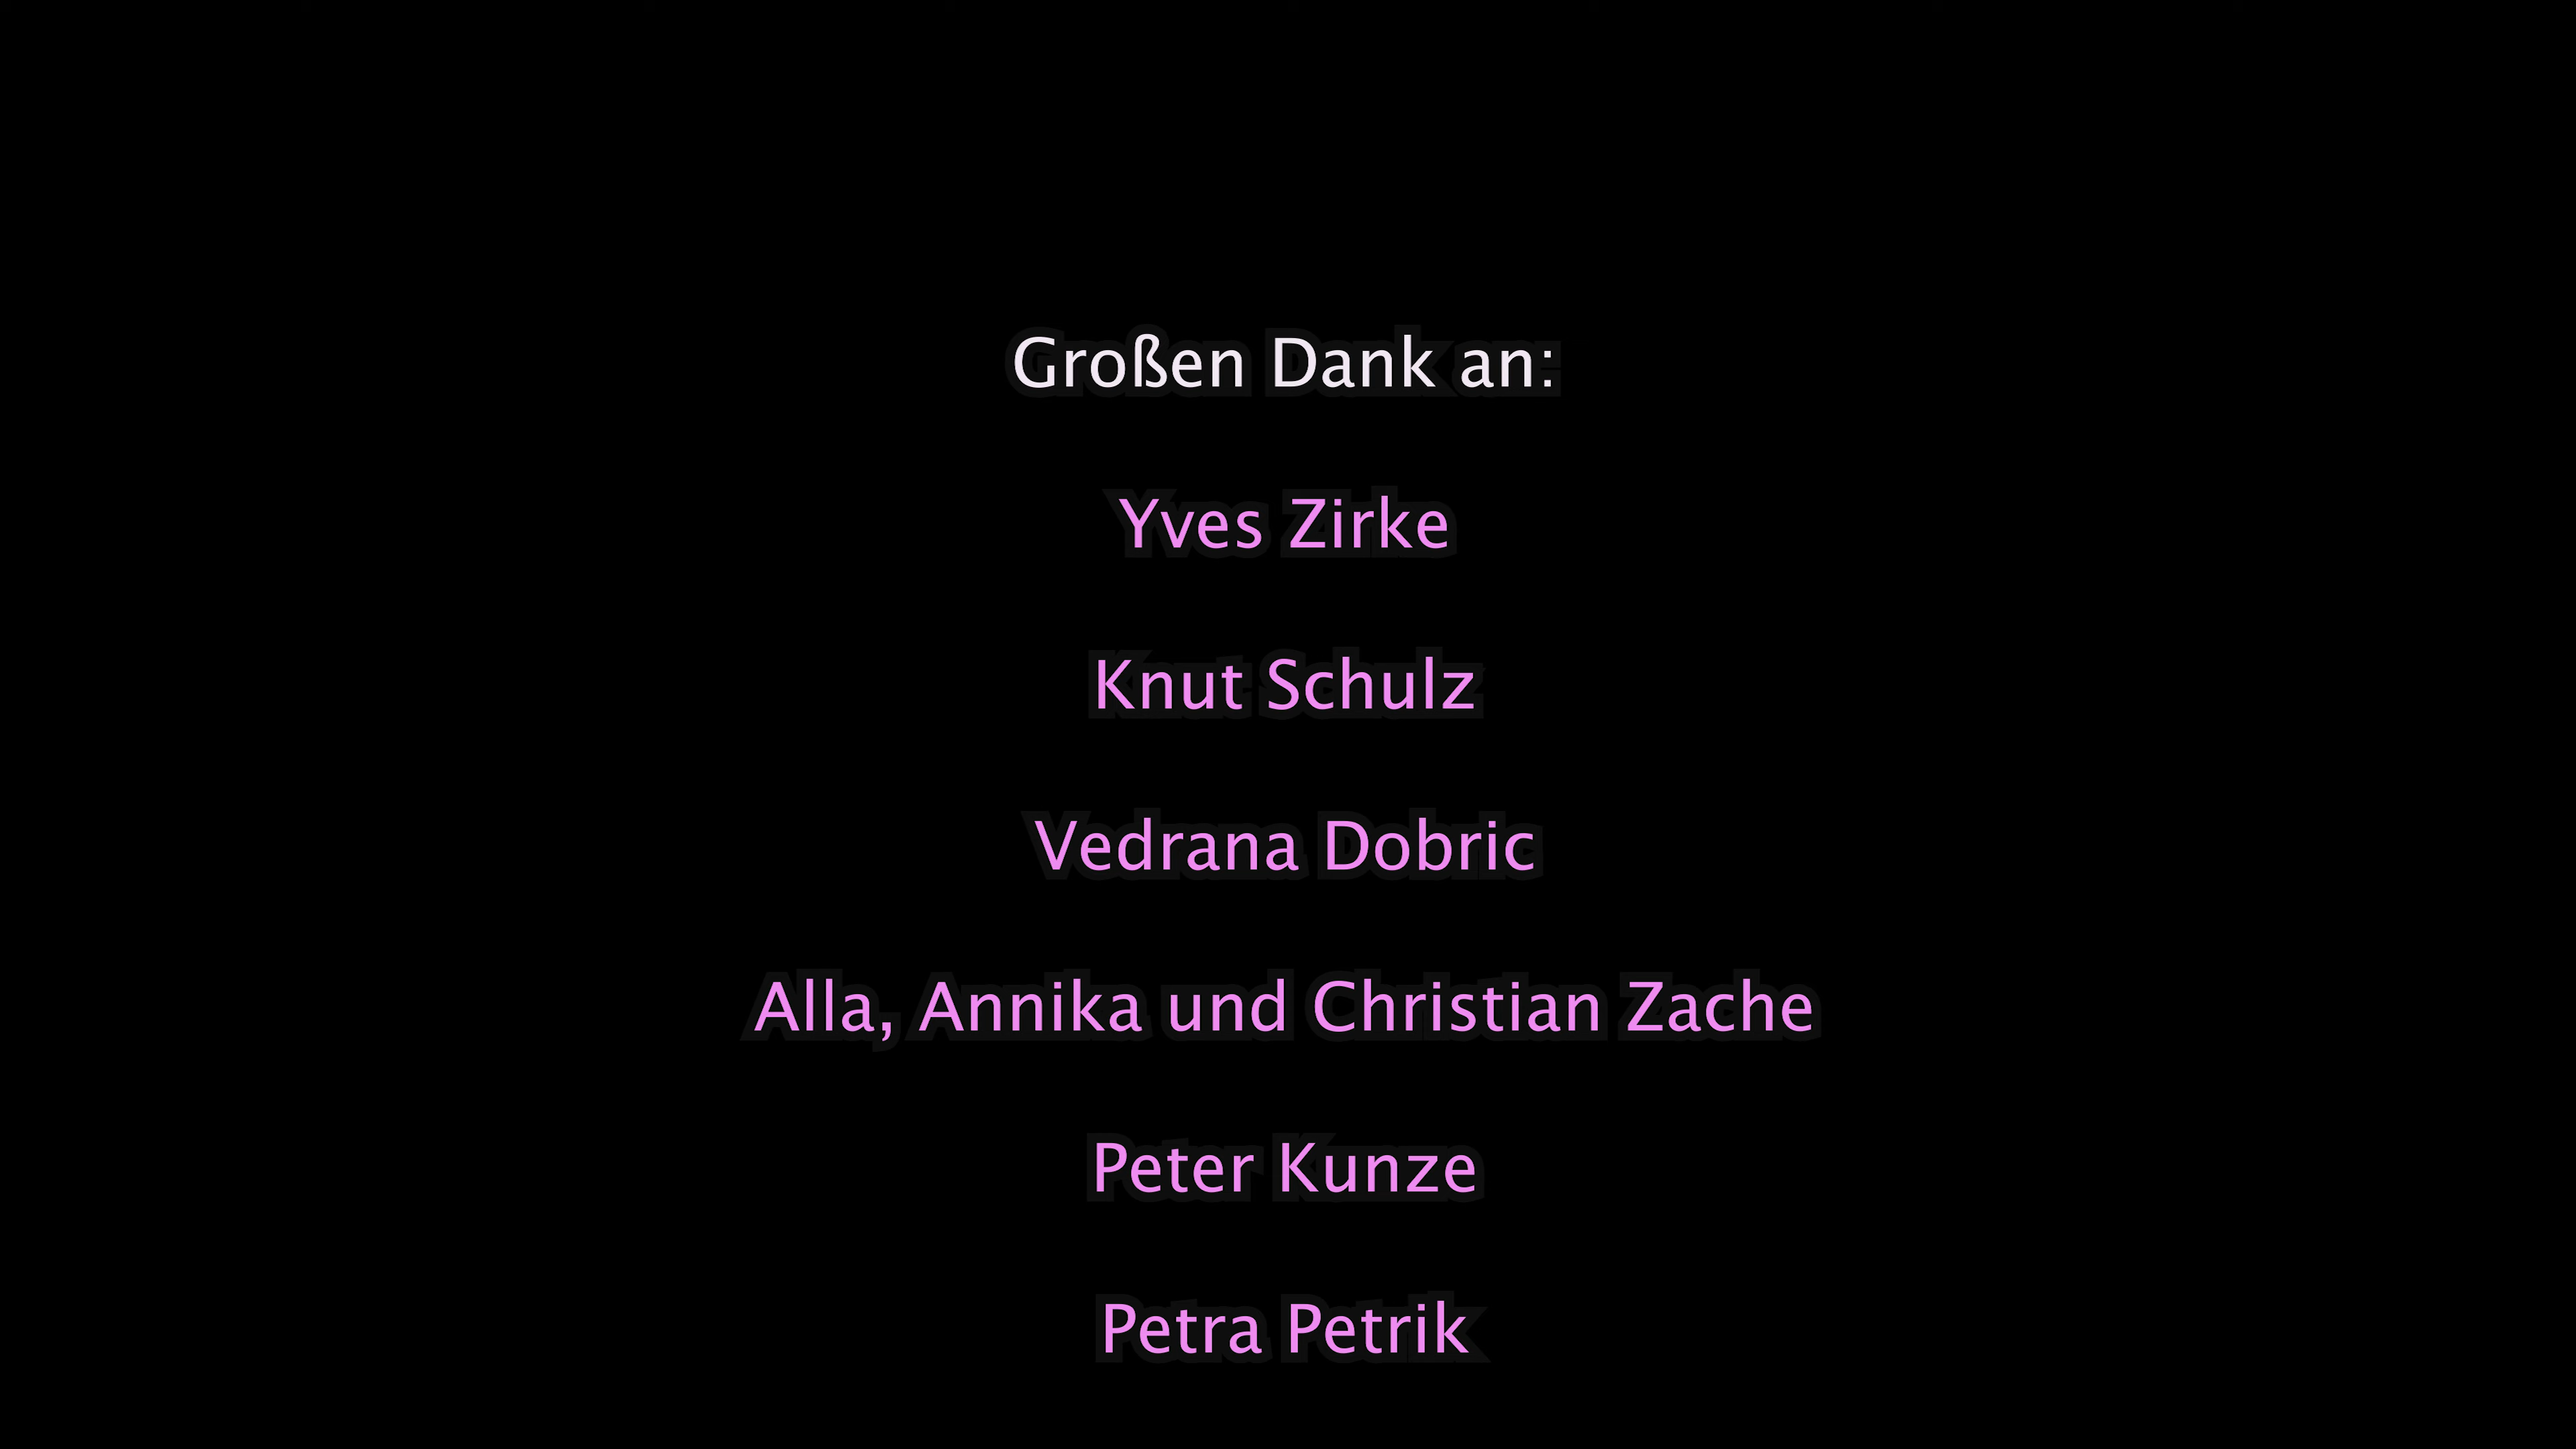 Großen Dank an:
Yves Zirke
Knut Schulz
Vedrana Dobric
Alla, Annika und Christian Zache
Peter Kunze
Petra Petrik